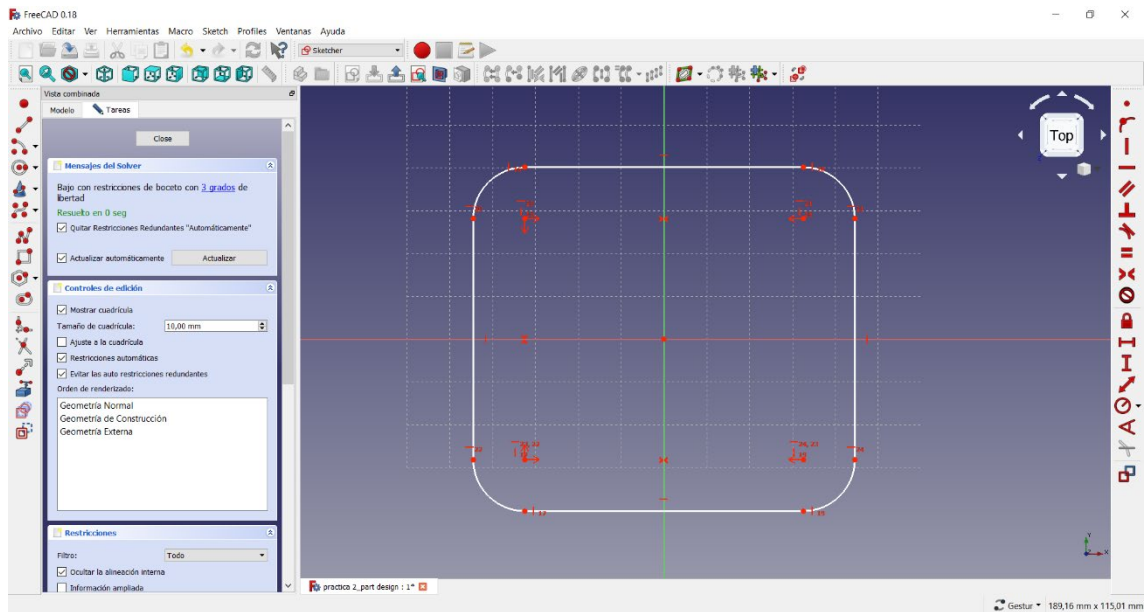 FreeCAD 0.18
Archivo Editar Ver Herramientas Macro Sketch Profiles Ventanas Ayuda
Sketcher
Vista combinada
Modelo Tareas
Close
Mensajes del Solver
Bajo con restricciones de boceto con 3 grados de
libertad
Resuelto en 0 seg
Quitar Restricciones Redundantes "Automáticamente"
Actualizar automáticamente Actualizar
Controles de edición
Mostrar cuadrícula
Tamaño de cuadrícula: 10,00 mm
Ajuste a la cuadrícula
Restricciones automáticas
Evitar las auto restricciones redundantes
Orden de renderizado:
Geometría Normal
Geometría de Construcción
Geometría Externa
Restricciones
Filtro: Todo
Ocultar la alineación interna
Información ampliada
Top
Y
X
practica 2_part design : 1*
Gestur 189,16 mm x 115,01 mm